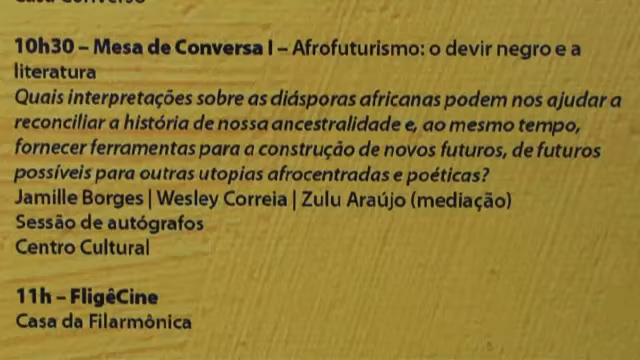 Casa Converso
10h30 – Mesa de Conversa I – Afrofuturismo: o devir negro e a
literatura
Quais interpretações sobre as diásporas africanas podem nos ajudar a
reconciliar a história de nossa ancestralidade e, ao mesmo tempo,
fornecer ferramentas para a construção de novos futuros, de futuros
possíveis para outras utopias afrocentradas e poéticas?
Jamille Borges | Wesley Correia | Zulu Araújo (mediação)
Sessão de autógrafos
Centro Cultural
11h – FligêCine
Casa da Filarmônica